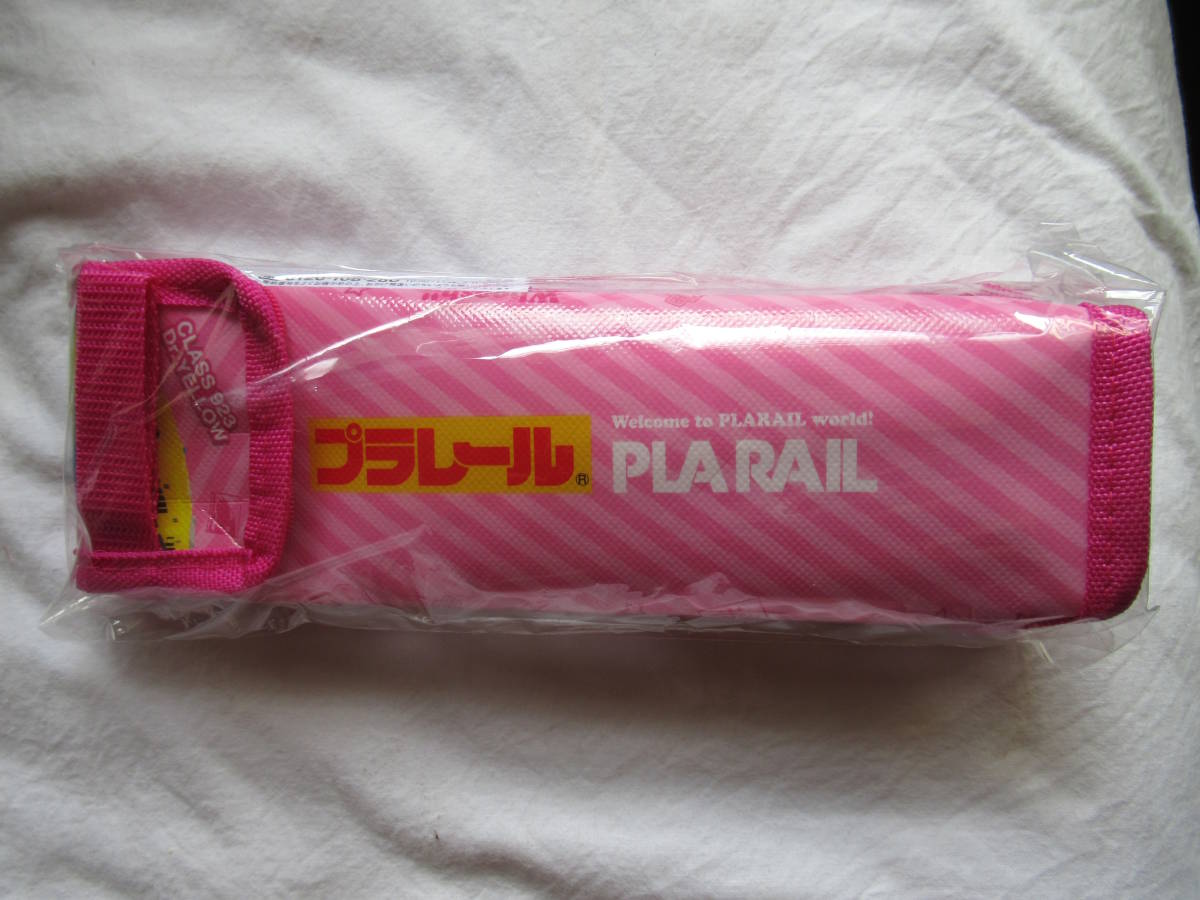 CLASS 923
DR.YELLOW
プラレール®
Welcome to PLARAIL world!
PLARAIL